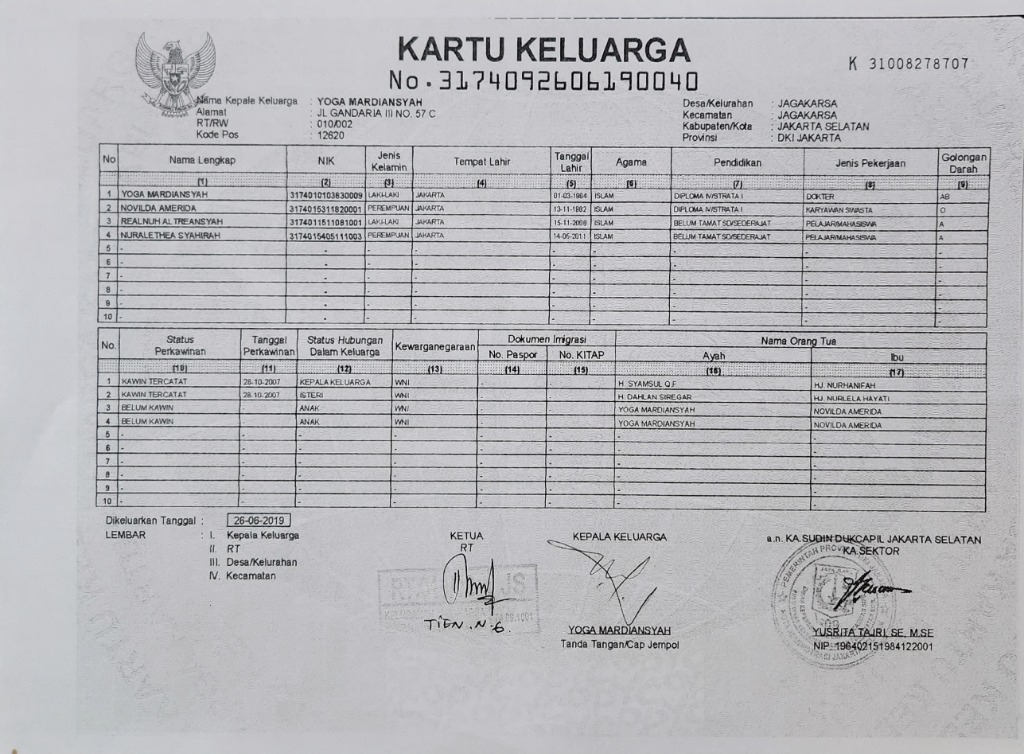 KARTU KELUARGA
No. 3174092606190040
K 31008278707
Nama Kepala Keluarga : YOGA MARDIANSYAH
Alamat : JL GANDARIA III NO. 57 C
RT/RW : 010/002
Kode Pos : 12620
Desa/Kelurahan : JAGAKARSA
Kecamatan : JAGAKARSA
Kabupaten/Kota : JAKARTA SELATAN
Provinsi : DKI JAKARTA
No Nama Lengkap NIK Jenis Kelamin Tempat Lahir Tanggal Lahir Agama Pendidikan Jenis Pekerjaan Golongan Darah
(1) (2) (3) (4) (5) (6) (7) (8) (9)
1 YOGA MARDIANSYAH 3174010103830009 LAKI-LAKI JAKARTA ISLAM DIPLOMA IV/STRATA I DOKTER AB
2 NOVILDA AMERIDA 3174015311820001 PEREMPUAN JAKARTA 13-11-1982 ISLAM DIPLOMA IV/STRATA I KARYAWAN SWASTA O
3 REALNUH ALTREANSYAH 3174011511081001 LAKI-LAKI JAKARTA 15-11-2008 ISLAM BELUM TAMAT SD/SEDERAJAT PELAJAR/MAHASISWA A
4 NURALETHEA SYAHIRAH 3174015405111003 PEREMPUAN JAKARTA 14-05-2011 ISLAM BELUM TAMAT SD/SEDERAJAT PELAJAR/MAHASISWA A
5 - - - - - - - - -
6 - - - - - - - - -
7 - - - - - - - - -
8 - - - - - - - - -
9 - - - - - - - - -
10 - - - - - - - - -
No. Status Perkawinan Tanggal Perkawinan Status Hubungan Dalam Keluarga Kewarganegaraan Dokumen Imigrasi Nama Orang Tua
No. Paspor No. KITAP Ayah Ibu
(10) (11) (12) (13) (14) (15) (16) (17)
1 KAWIN TERCATAT 28-10-2007 KEPALA KELUARGA WNI - - H. SYAMSUL Q.F HJ. NURHANIFAH
2 KAWIN TERCATAT 28-10-2007 ISTERI WNI - - H. DAHLAN SIREGAR HJ. NURLELA HAYATI
3 BELUM KAWIN ANAK WNI - - YOGA MARDIANSYAH NOVILDA AMERIDA
4 BELUM KAWIN ANAK WNI - - YOGA MARDIANSYAH NOVILDA AMERIDA
5 - - - - - - - -
6 - - - - - - - -
7 - - - - - - - -
8 - - - - - - - -
9 - - - - - - - -
10 - - - - - - - -
Dikeluarkan Tanggal : 26-06-2019
LEMBAR : I. Kepala Keluarga
II. RT
III. Desa/Kelurahan
IV. Kecamatan
KETUA
RT
TIEN.N.G.
KEPALA KELUARGA
YOGA MARDIANSYAH
Tanda Tangan/Cap Jempol
a.n. KA.SUDIN DUKCAPIL JAKARTA SELATAN
KA.SEKTOR
YUSRITA TAJRI, SE, M.SE
NIP. 196402151984122001